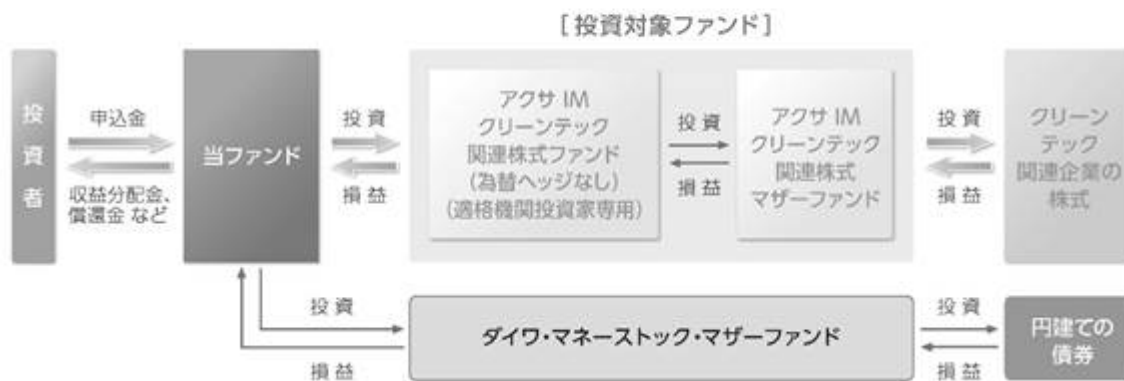 [投資対象ファンド]
投資者
申込金
収益分配金、
償還金 など
当ファンド
投資
損益
アクサ IM
クリーンテック
関連株式ファンド
(為替ヘッジなし)
(適格機関投資家専用)
投資
損益
アクサ IM
クリーンテック
関連株式
マザーファンド
投資
損益
クリーン
テック
関連企業の
株式
投資
損益
ダイワ・マネーストック・マザーファンド
投資
損益
円建ての
債券